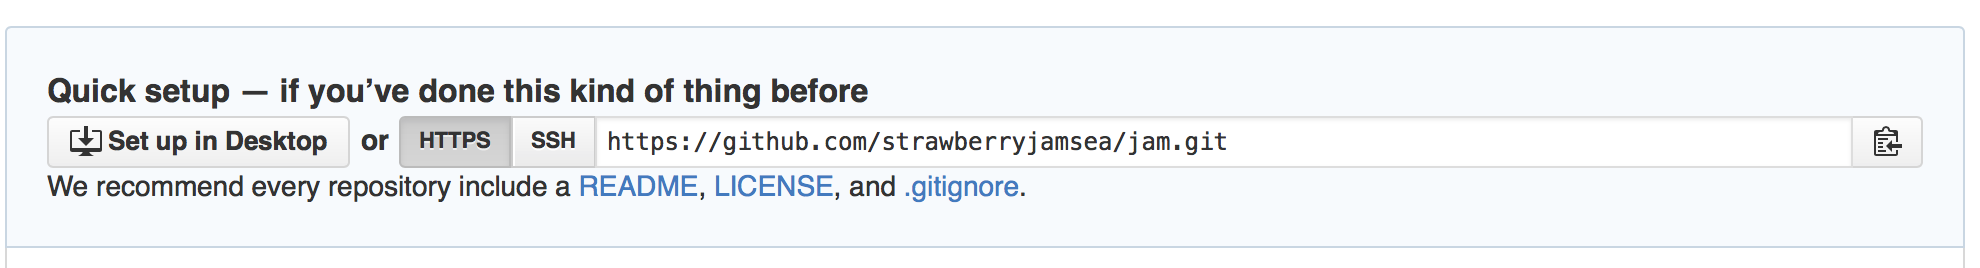 Quick setup — if you’ve done this kind of thing before
Set up in Desktop or HTTPS SSH https://github.com/strawberryjamsea/jam.git
We recommend every repository include a README, LICENSE, and .gitignore.